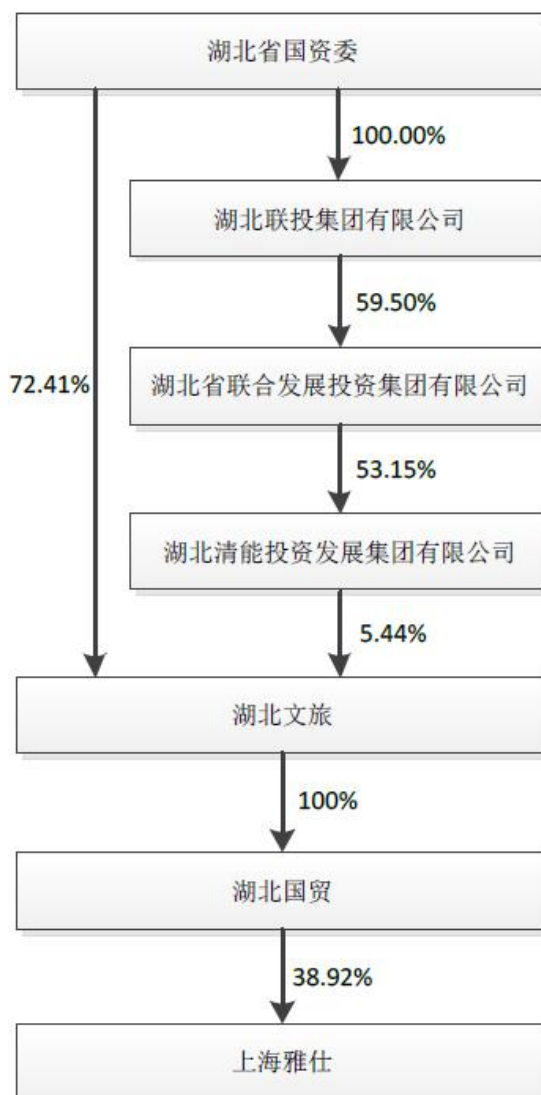 湖北省国资委
100.00%
湖北联投集团有限公司
59.50%
72.41%
湖北省联合发展投资集团有限公司
53.15%
湖北清能投资发展集团有限公司
5.44%
湖北文旅
100%
湖北国贸
38.92%
上海雅仕